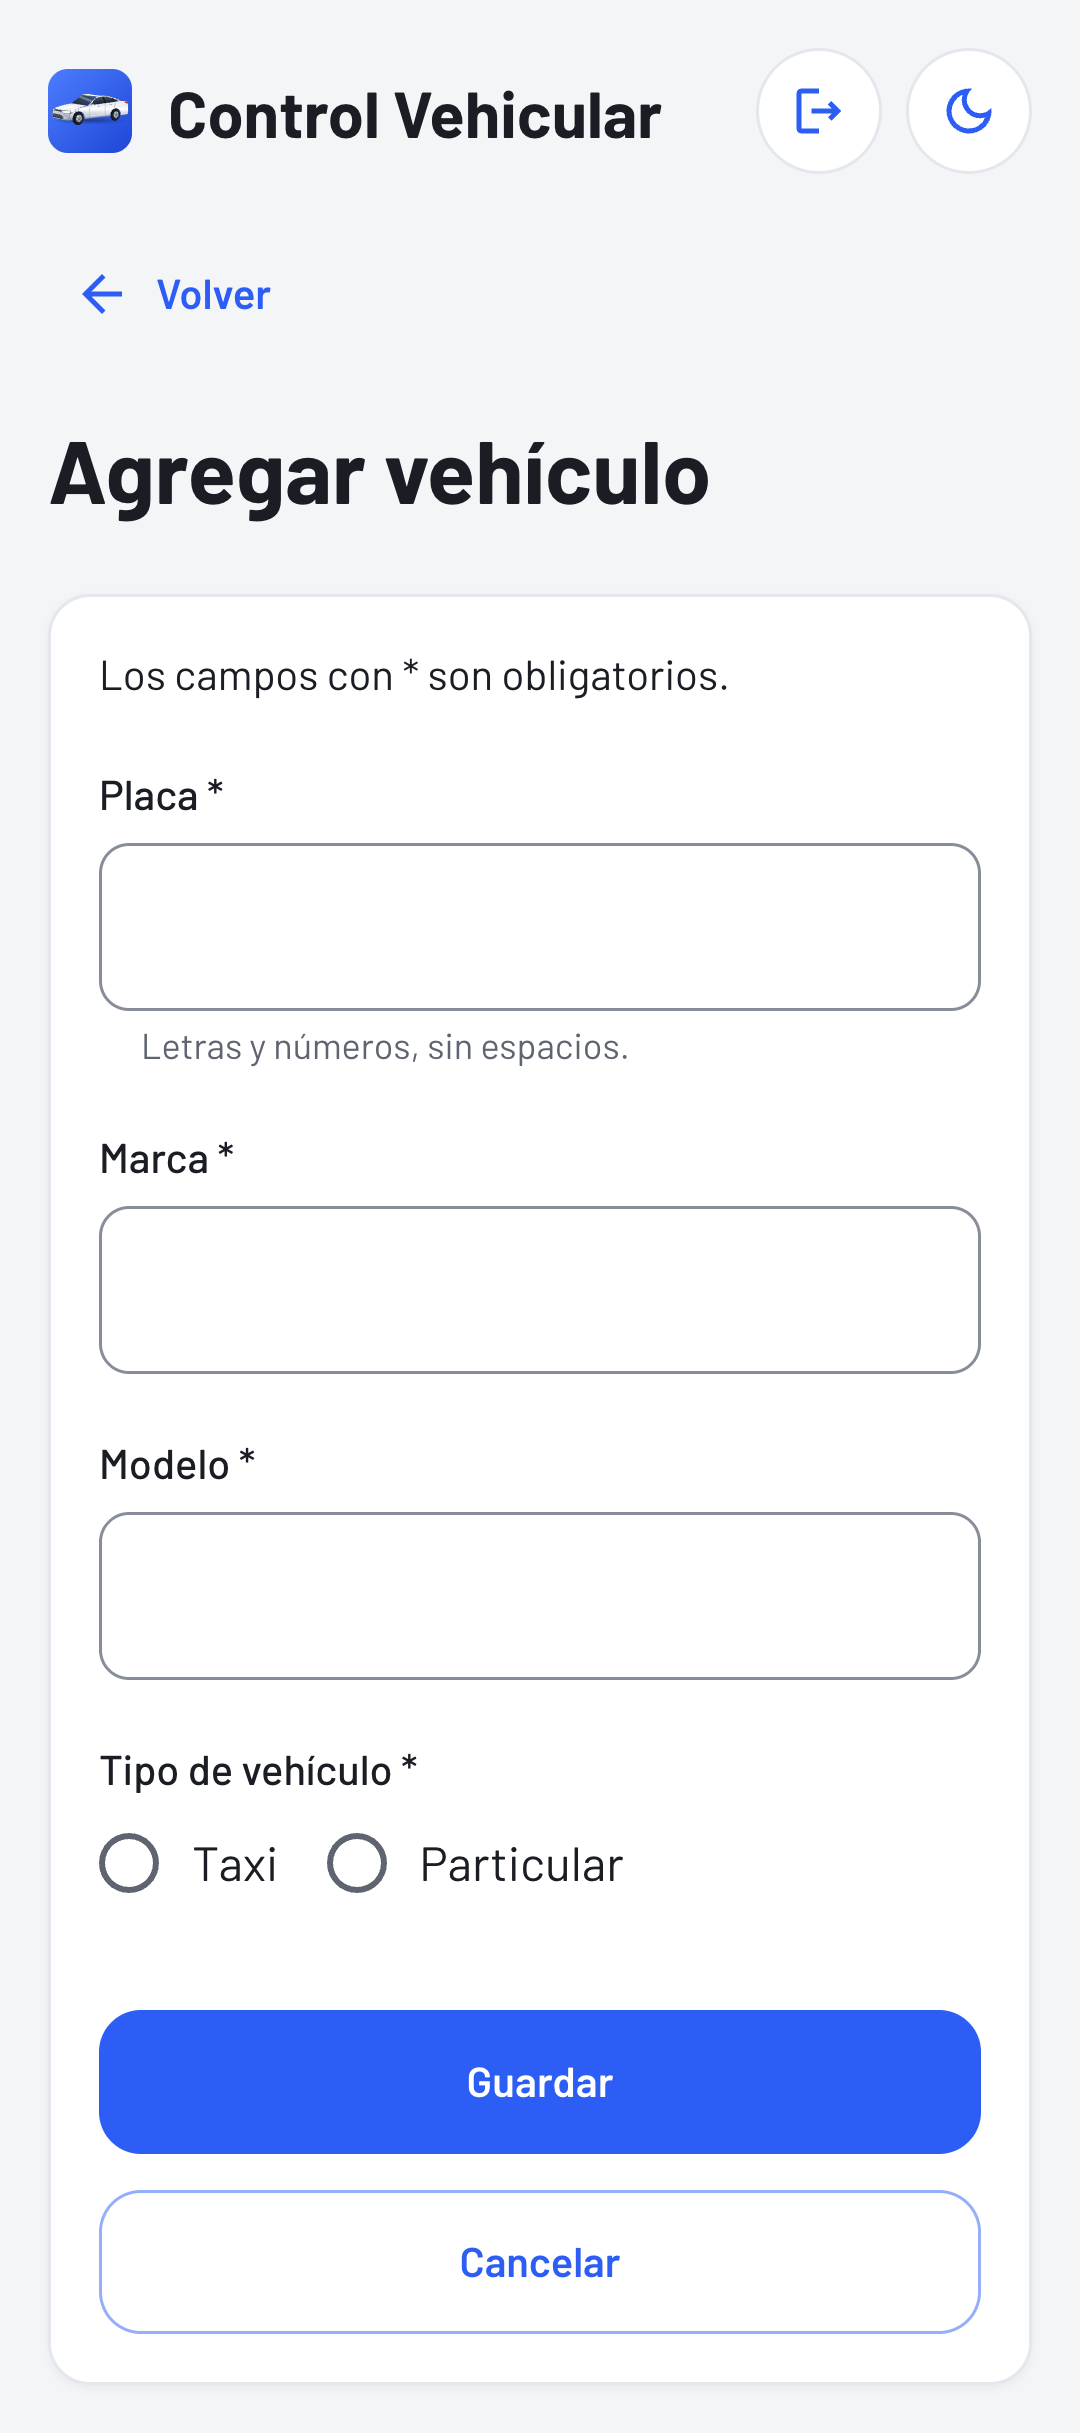 Control Vehicular
Volver
Agregar vehículo
Los campos con * son obligatorios.
Placa *
Letras y números, sin espacios.
Marca *
Modelo *
Tipo de vehículo *
Taxi Particular
Guardar
Cancelar